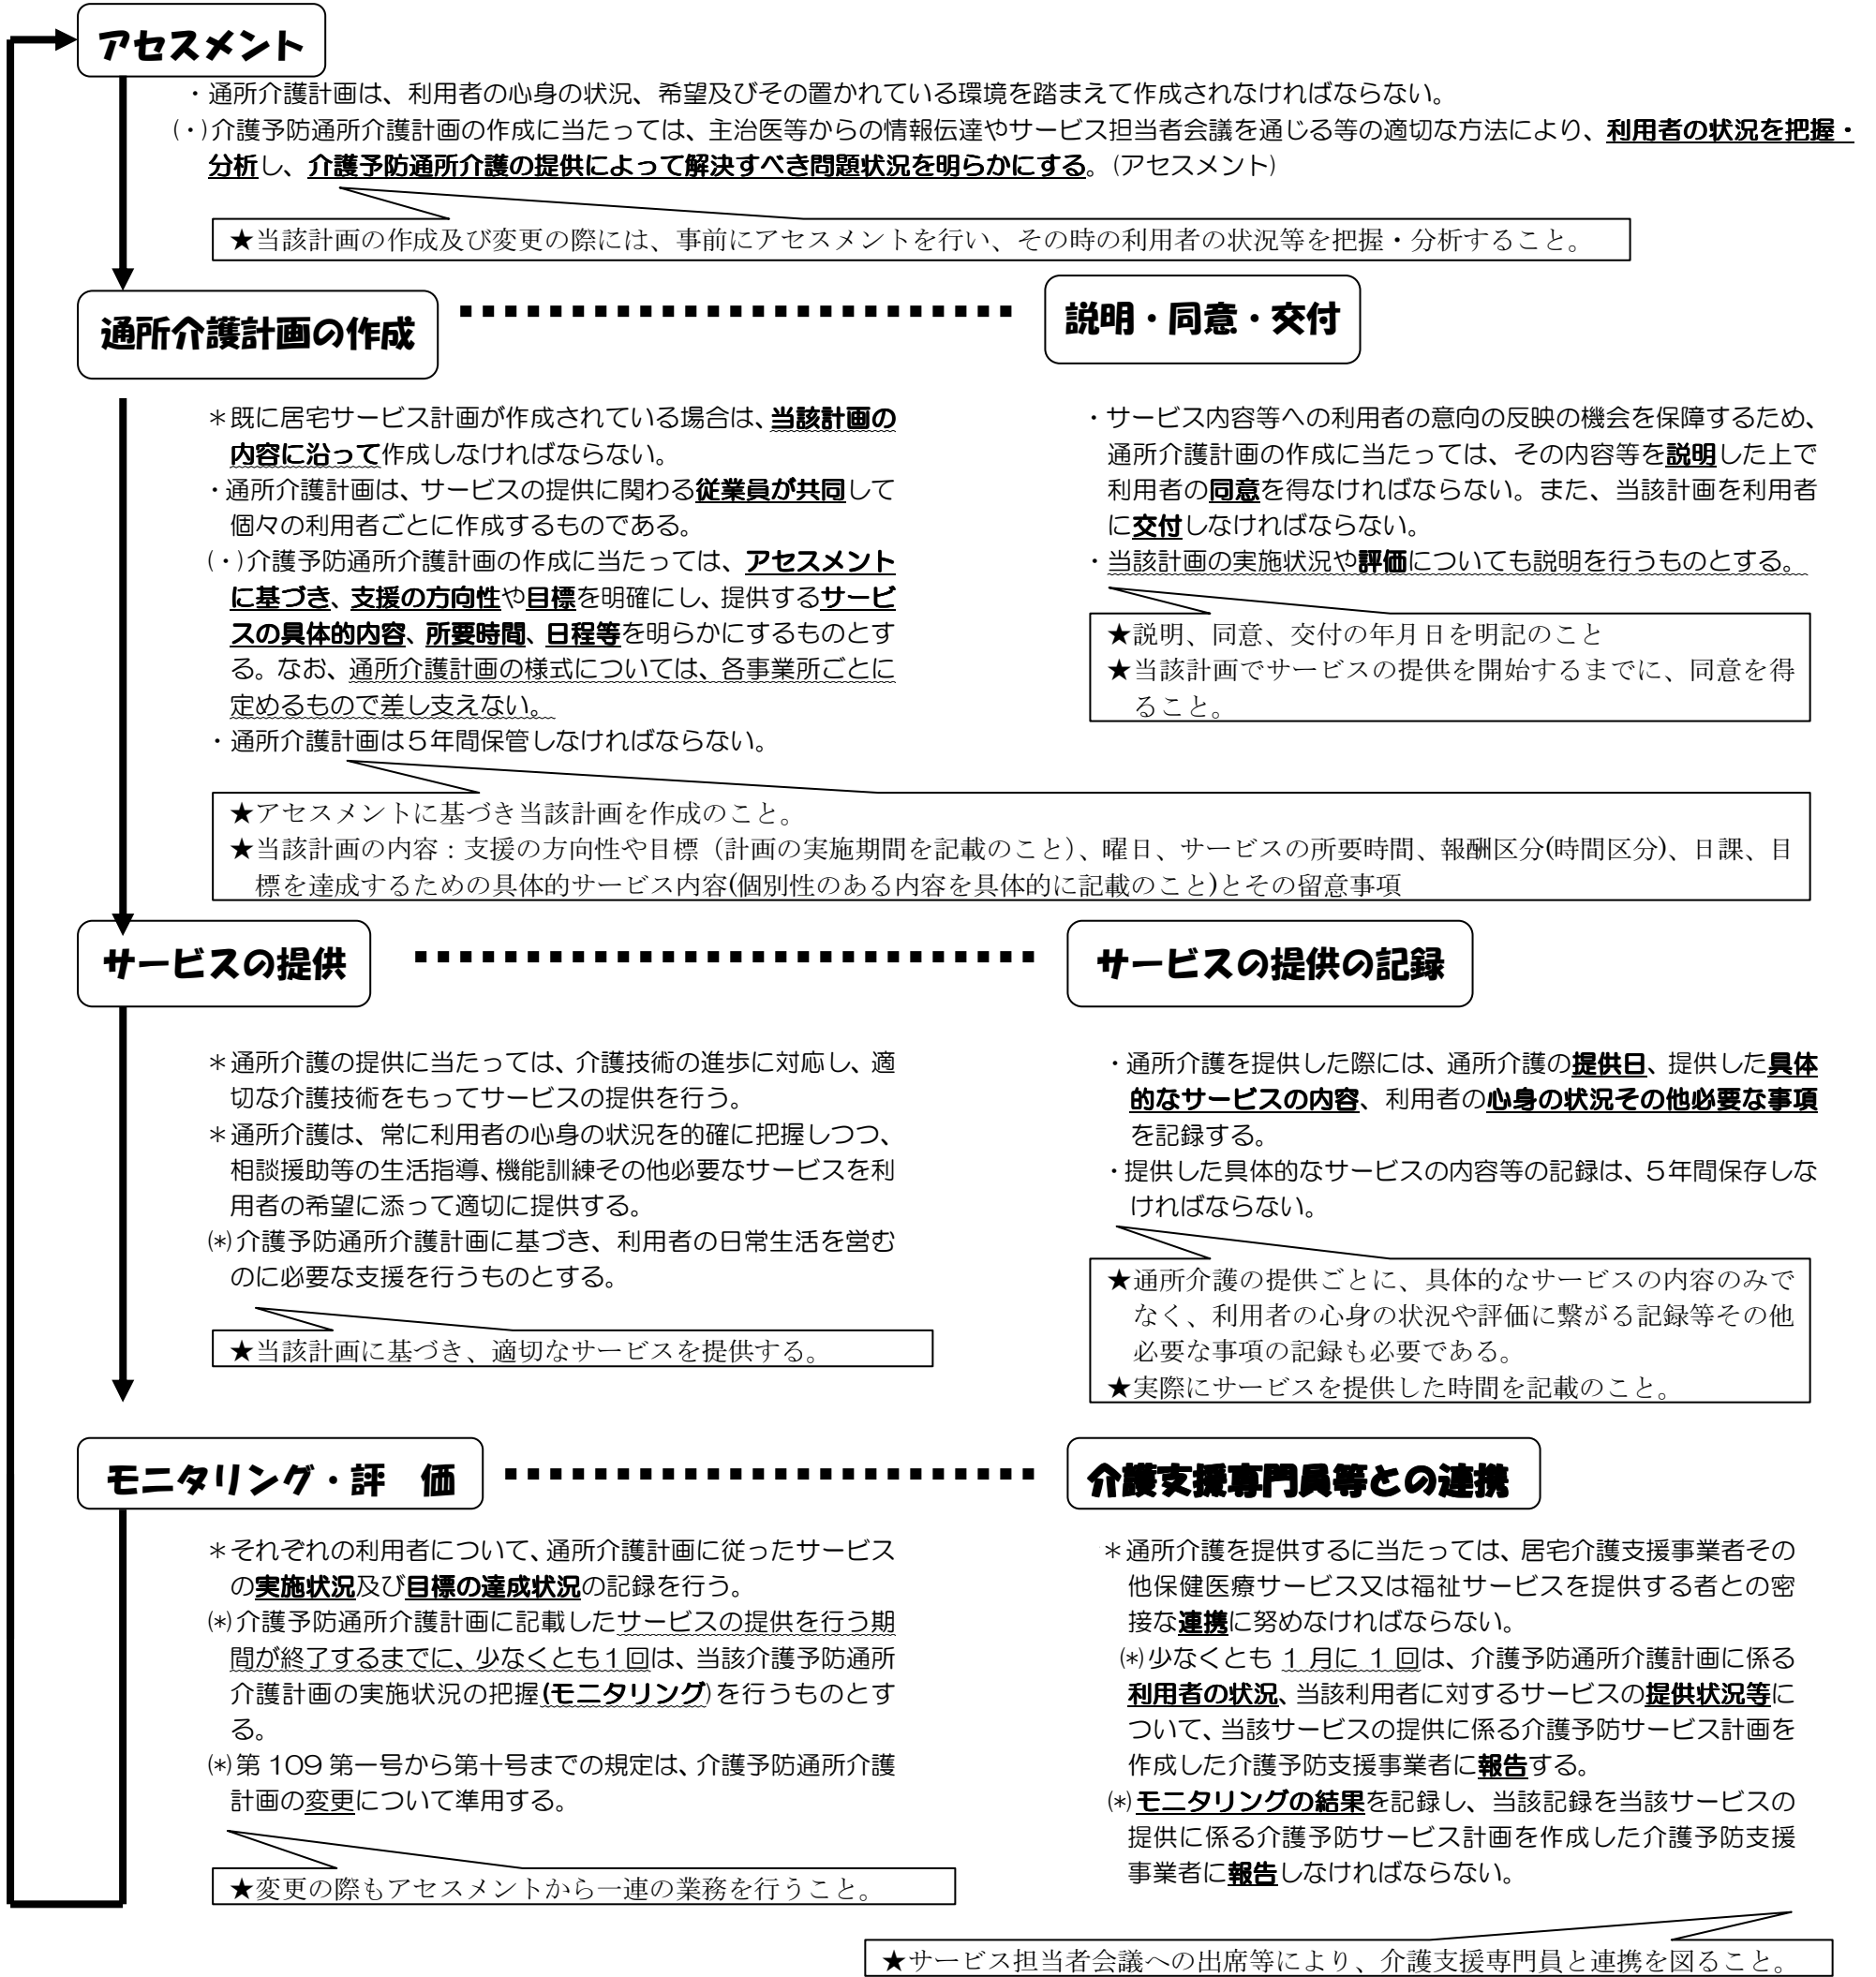 アセスメント
・通所介護計画は、利用者の心身の状況、希望及びその置かれている環境を踏まえて作成されなければならない。
(・)介護予防通所介護計画の作成に当たっては、主治医等からの情報伝達やサービス担当者会議を通じる等の適切な方法により、利用者の状況を把握・
分析し、介護予防通所介護の提供によって解決すべき問題状況を明らかにする。(アセスメント)
★当該計画の作成及び変更の際には、事前にアセスメントを行い、その時の利用者の状況等を把握・分析すること。
通所介護計画の作成
説明・同意・交付
＊既に居宅サービス計画が作成されている場合は、当該計画の
内容に沿って作成しなければならない。
・通所介護計画は、サービスの提供に関わる従業員が共同して
個々の利用者ごとに作成するものである。
(・)介護予防通所介護計画の作成に当たっては、アセスメント
に基づき、支援の方向性や目標を明確にし、提供するサービ
スの具体的内容、所要時間、日程等を明らかにするものとす
る。なお、通所介護計画の様式については、各事業所ごとに
定めるもので差し支えない。
・通所介護計画は５年間保管しなければならない。
・サービス内容等への利用者の意向の反映の機会を保障するため、
通所介護計画の作成に当たっては、その内容等を説明した上で
利用者の同意を得なければならない。また、当該計画を利用者
に交付しなければならない。
・当該計画の実施状況や評価についても説明を行うものとする。
★説明、同意、交付の年月日を明記のこと
★当該計画でサービスの提供を開始するまでに、同意を得
ること。
★アセスメントに基づき当該計画を作成のこと。
★当該計画の内容：支援の方向性や目標（計画の実施期間を記載のこと）、曜日、サービスの所要時間、報酬区分(時間区分)、日課、目
標を達成するための具体的サービス内容(個別性のある内容を具体的に記載のこと)とその留意事項
サービスの提供
サービスの提供の記録
＊通所介護の提供に当たっては、介護技術の進歩に対応し、適
切な介護技術をもってサービスの提供を行う。
＊通所介護は、常に利用者の心身の状況を的確に把握しつつ、
相談援助等の生活指導、機能訓練その他必要なサービスを利
用者の希望に添って適切に提供する。
(*)介護予防通所介護計画に基づき、利用者の日常生活を営む
のに必要な支援を行うものとする。
★当該計画に基づき、適切なサービスを提供する。
・通所介護を提供した際には、通所介護の提供日、提供した具体
的なサービスの内容、利用者の心身の状況その他必要な事項
を記録する。
・提供した具体的なサービスの内容等の記録は、５年間保存しな
ければならない。
★通所介護の提供ごとに、具体的なサービスの内容のみで
なく、利用者の心身の状況や評価に繋がる記録等その他
必要な事項の記録も必要である。
★実際にサービスを提供した時間を記載のこと。
モニタリング・評　価
介護支援専門員等との連携
＊それぞれの利用者について、通所介護計画に従ったサービス
の実施状況及び目標の達成状況の記録を行う。
(*)介護予防通所介護計画に記載したサービスの提供を行う期
間が終了するまでに、少なくとも１回は、当該介護予防通所
介護計画の実施状況の把握(モニタリング)を行うものとす
る。
(*)第 109 第一号から第十号までの規定は、介護予防通所介護
計画の変更について準用する。
★変更の際もアセスメントから一連の業務を行うこと。
＊通所介護を提供するに当たっては、居宅介護支援事業者その
他保健医療サービス又は福祉サービスを提供する者との密
接な連携に努めなければならない。
(*)少なくとも 1 月に 1 回は、介護予防通所介護計画に係る
利用者の状況、当該利用者に対するサービスの提供状況等に
ついて、当該サービスの提供に係る介護予防サービス計画を
作成した介護予防支援事業者に報告する。
(*)モニタリングの結果を記録し、当該記録を当該サービスの
提供に係る介護予防サービス計画を作成した介護予防支援
事業者に報告しなければならない。
★サービス担当者会議への出席等により、介護支援専門員と連携を図ること。